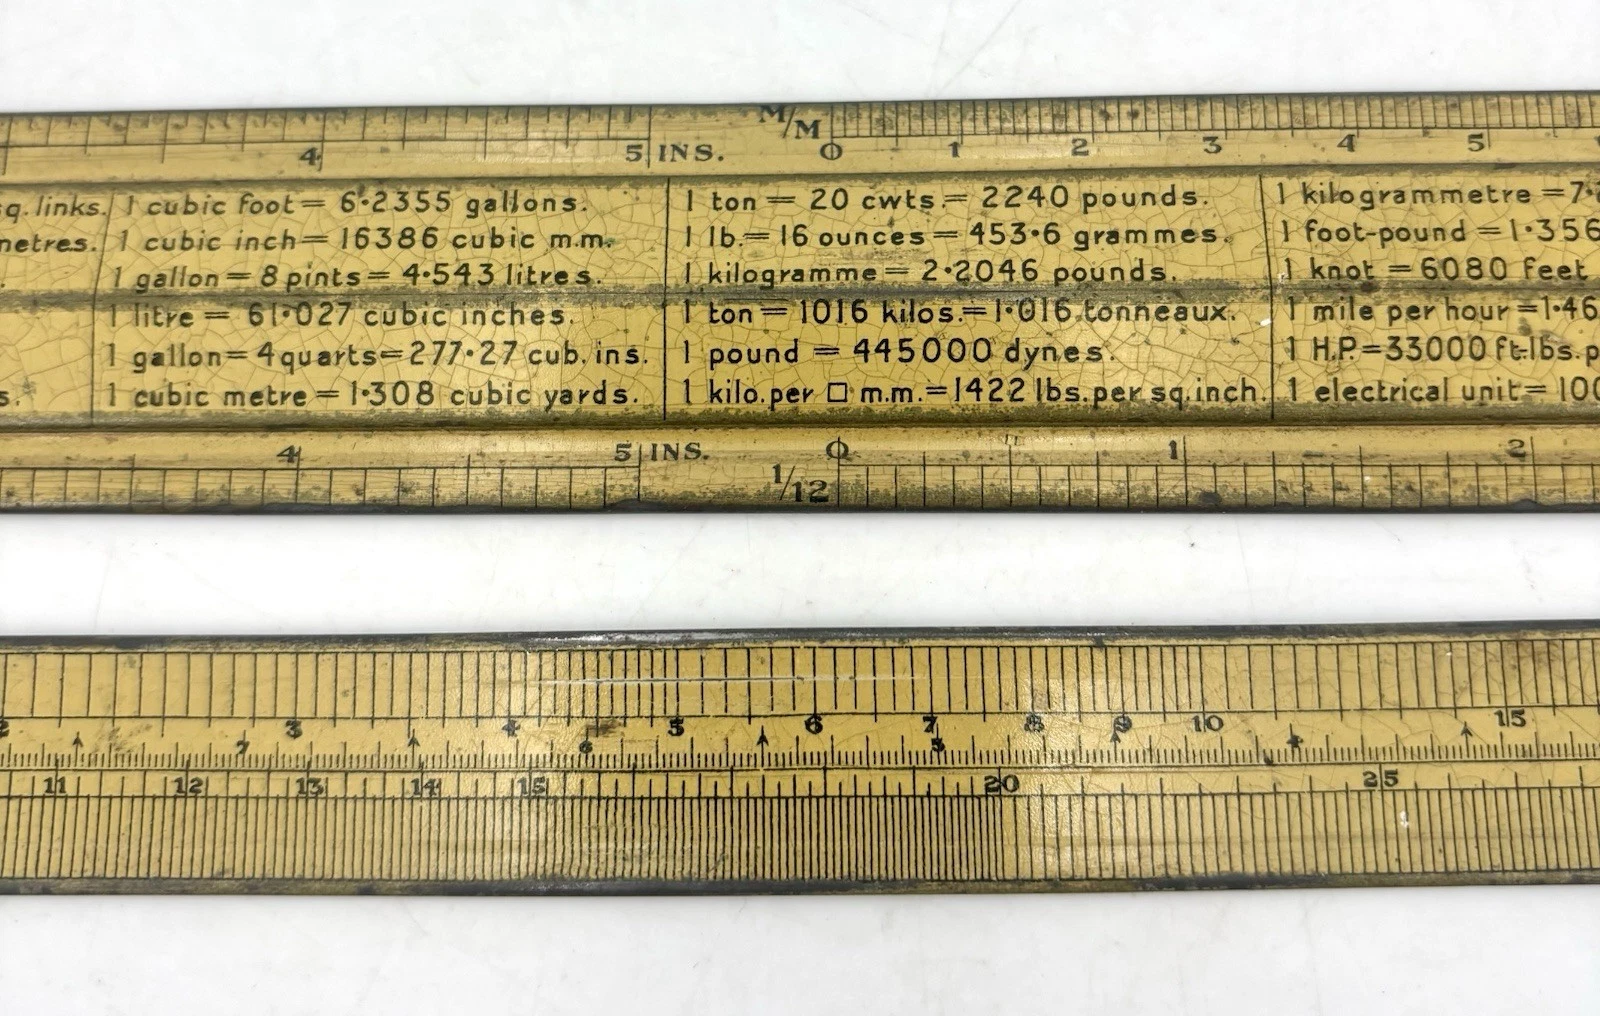 M/M
4 5 INS. 0 1 2 3 4 5
sq. links.
1 cubic foot = 6·2355 gallons.
1 ton = 20 cwts. = 2240 pounds.
1 kilogrammetre = 7·
metres.
1 cubic inch = 16386 cubic m.m.
1 lb. = 16 ounces = 453·6 grammes.
1 foot-pound = 1·356
1 gallon = 8 pints = 4·543 litres.
1 kilogramme = 2·2046 pounds.
1 knot = 6080 feet
1 litre = 61·027 cubic inches.
1 ton = 1016 kilos. = 1·016 tonneaux.
1 mile per hour = 1·46
1 gallon = 4 quarts = 277·27 cub. ins.
1 pound = 445000 dynes.
1 H.P. = 33000 ft-lbs. p
s.
1 cubic metre = 1·308 cubic yards.
1 kilo. per □ m.m. = 1422 lbs. per sq. inch.
1 electrical unit = 100
4 5 INS. 0 1 2
1/12
2 3 4 5 6 7 8 9 10 15
2 3 4
11 12 13 14 15 20 25